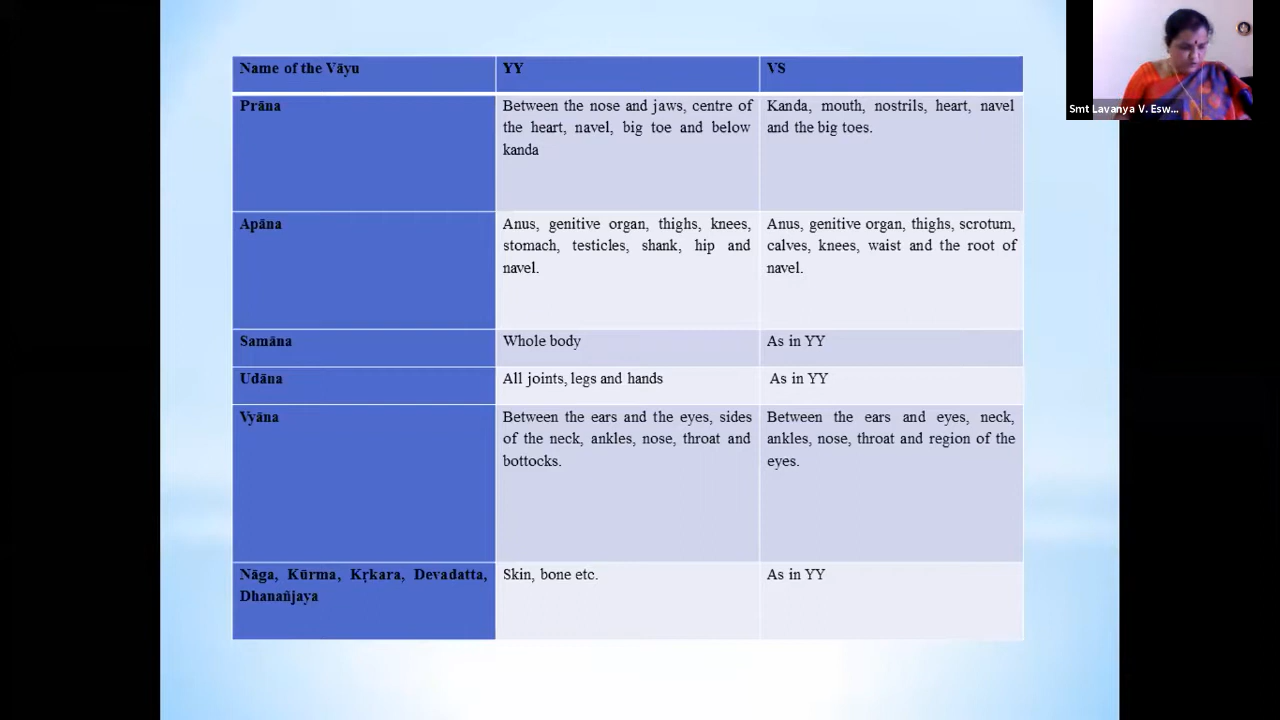 Name of the Vāyu
YY
VS
Prāna
Between the nose and jaws, centre of
the heart, navel, big toe and below
kanda
Kanda, mouth, nostrils, heart, navel
and the big toes.
Apāna
Anus, genitive organ, thighs, knees,
stomach, testicles, shank, hip and
navel.
Anus, genitive organ, thighs, scrotum,
calves, knees, waist and the root of
navel.
Samāna
Whole body
As in YY
Udāna
All joints, legs and hands
As in YY
Vyāna
Between the ears and the eyes, sides
of the neck, ankles, nose, throat and
bottocks.
Between the ears and eyes, neck,
ankles, nose, throat and region of the
eyes.
Nāga, Kūrma, Kṛkara, Devadatta,
Dhanañjaya
Skin, bone etc.
As in YY
Smt Lavanya V. Esw...